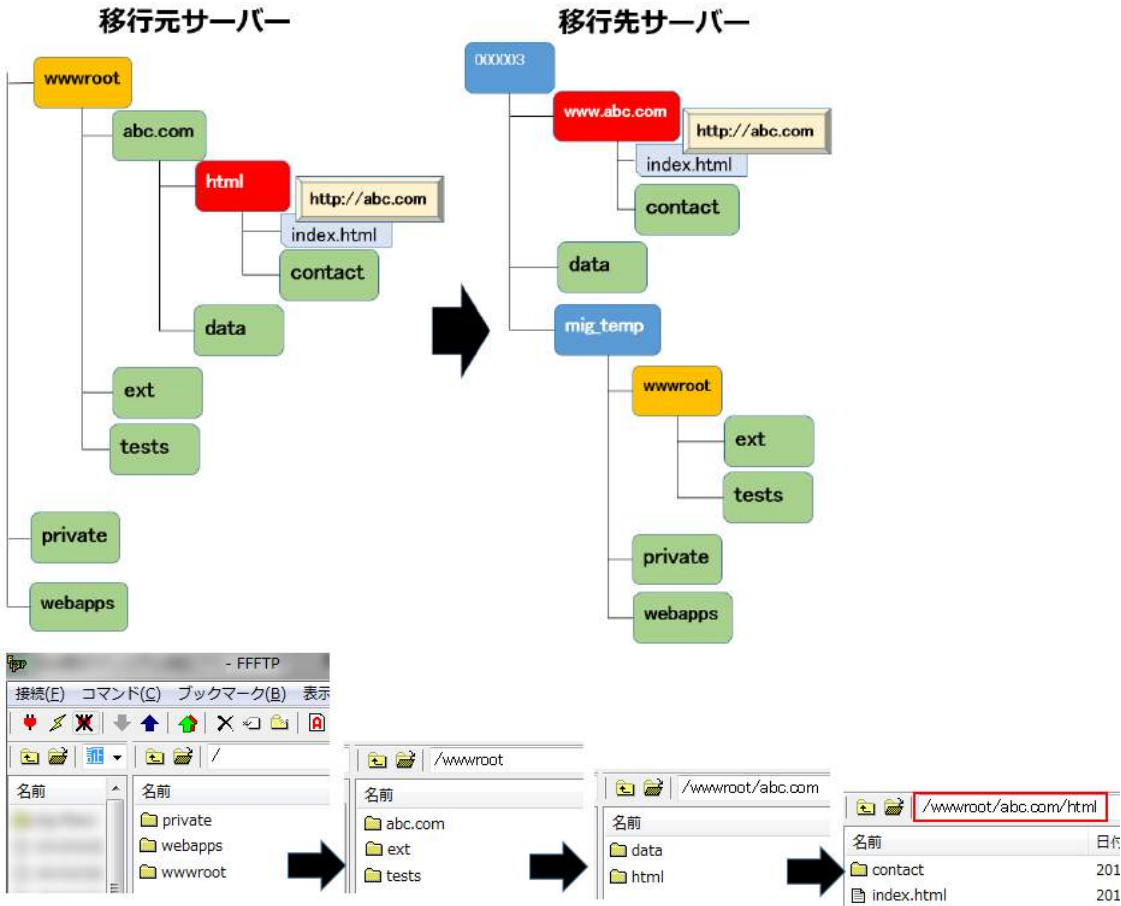 移行元サーバー
wwwroot
abc.com
html
http://abc.com
index.html
contact
data
ext
tests
private
webapps
移行先サーバー
000003
www.abc.com
http://abc.com
index.html
contact
data
mig_temp
wwwroot
ext
tests
private
webapps
- FFFTP
接続(F) コマンド(C) ブックマーク(B) 表示
/
名前
名前
private
webapps
wwwroot
/wwwroot
名前
abc.com
ext
tests
/wwwroot/abc.com
名前
data
html
/wwwroot/abc.com/html
名前 日付
contact 201
index.html 201